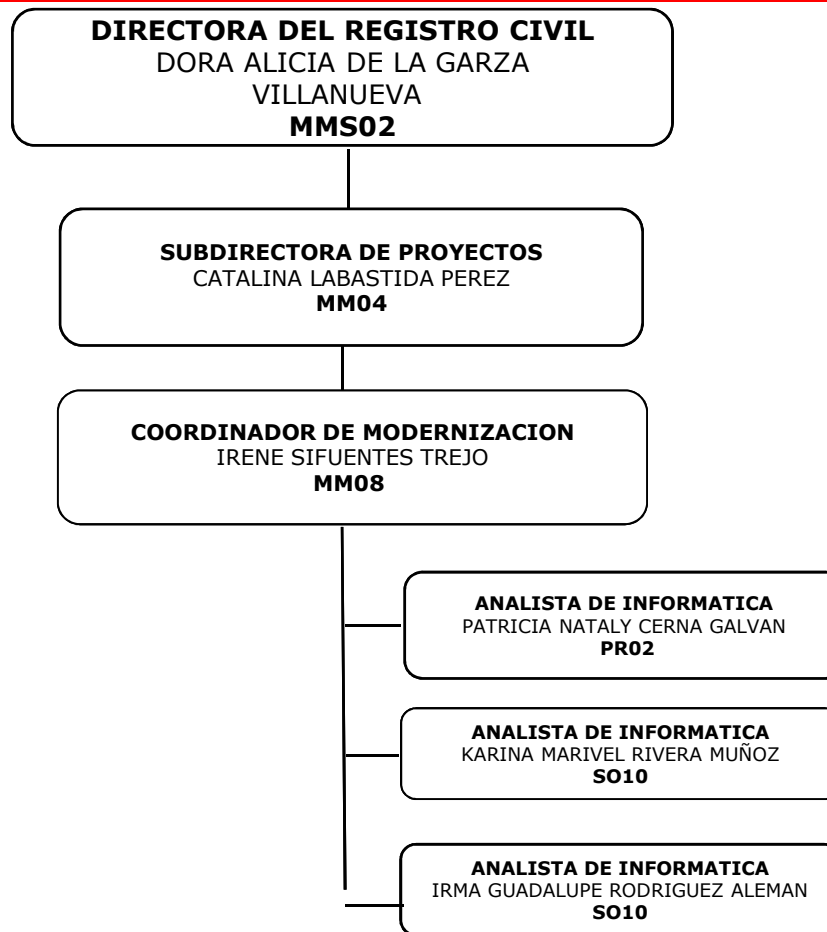 DIRECTORA DEL REGISTRO CIVIL
DORA ALICIA DE LA GARZA
VILLANUEVA
MMS02
SUBDIRECTORA DE PROYECTOS
CATALINA LABASTIDA PEREZ
MM04
COORDINADOR DE MODERNIZACION
IRENE SIFUENTES TREJO
MM08
ANALISTA DE INFORMATICA
PATRICIA NATALY CERNA GALVAN
PR02
ANALISTA DE INFORMATICA
KARINA MARIVEL RIVERA MUÑOZ
SO10
ANALISTA DE INFORMATICA
IRMA GUADALUPE RODRIGUEZ ALEMAN
SO10